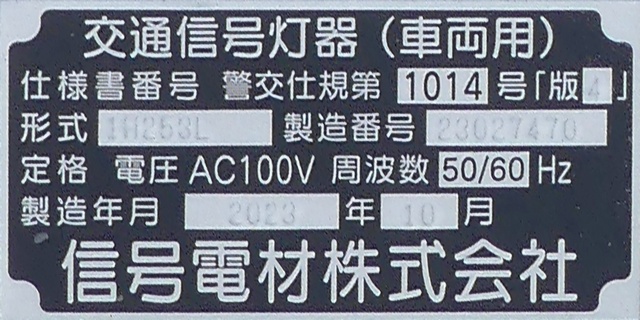 交通信号灯器（車両用）
仕様書番号 警交仕規第 1014 号「版4」
形式 1H253L 製造番号 23027470
定格 電圧 AC100V 周波数 50/60 Hz
製造年月 2023 年 10 月
信号電材株式会社